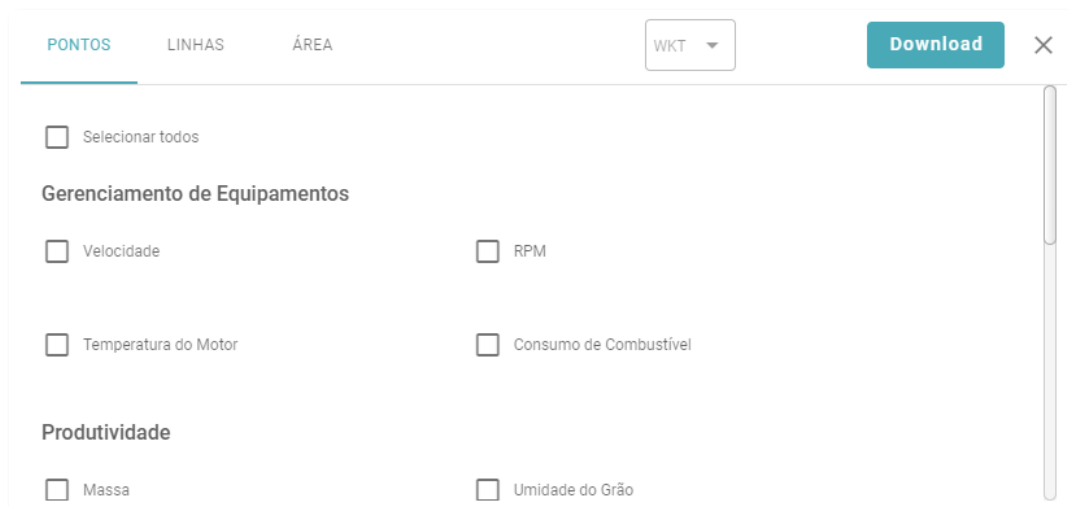 PONTOS LINHAS ÁREA WKT Download
Selecionar todos
Gerenciamento de Equipamentos
Velocidade RPM
Temperatura do Motor Consumo de Combustível
Produtividade
Massa Umidade do Grão